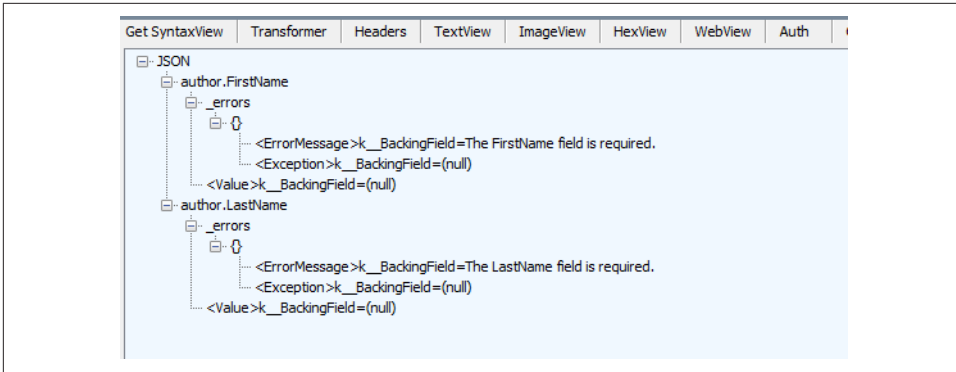 Get SyntaxView Transformer Headers TextView ImageView HexView WebView Auth
JSON
author.FirstName
_errors
{}
<ErrorMessage>k__BackingField=The FirstName field is required.
<Exception>k__BackingField=(null)
<Value>k__BackingField=(null)
author.LastName
_errors
{}
<ErrorMessage>k__BackingField=The LastName field is required.
<Exception>k__BackingField=(null)
<Value>k__BackingField=(null)